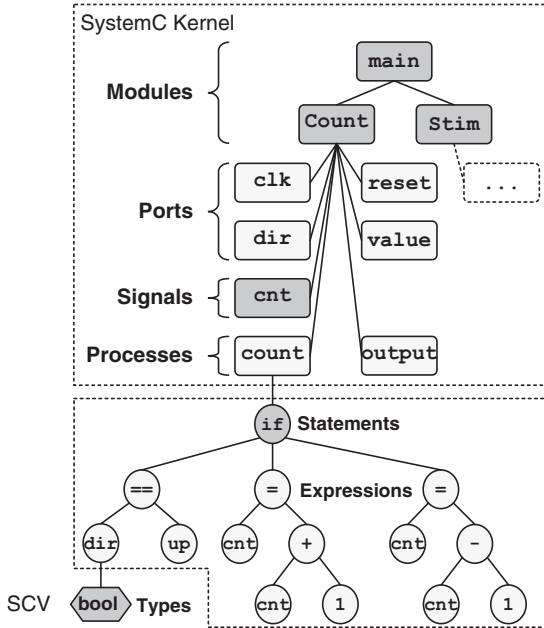 SystemC Kernel
main
Modules
Count
Stim
clk
reset
...
Ports
dir
value
Signals
cnt
Processes
count
output
if Statements
==
=
Expressions
=
dir
up
cnt
+
cnt
-
cnt
1
cnt
1
SCV
bool
Types